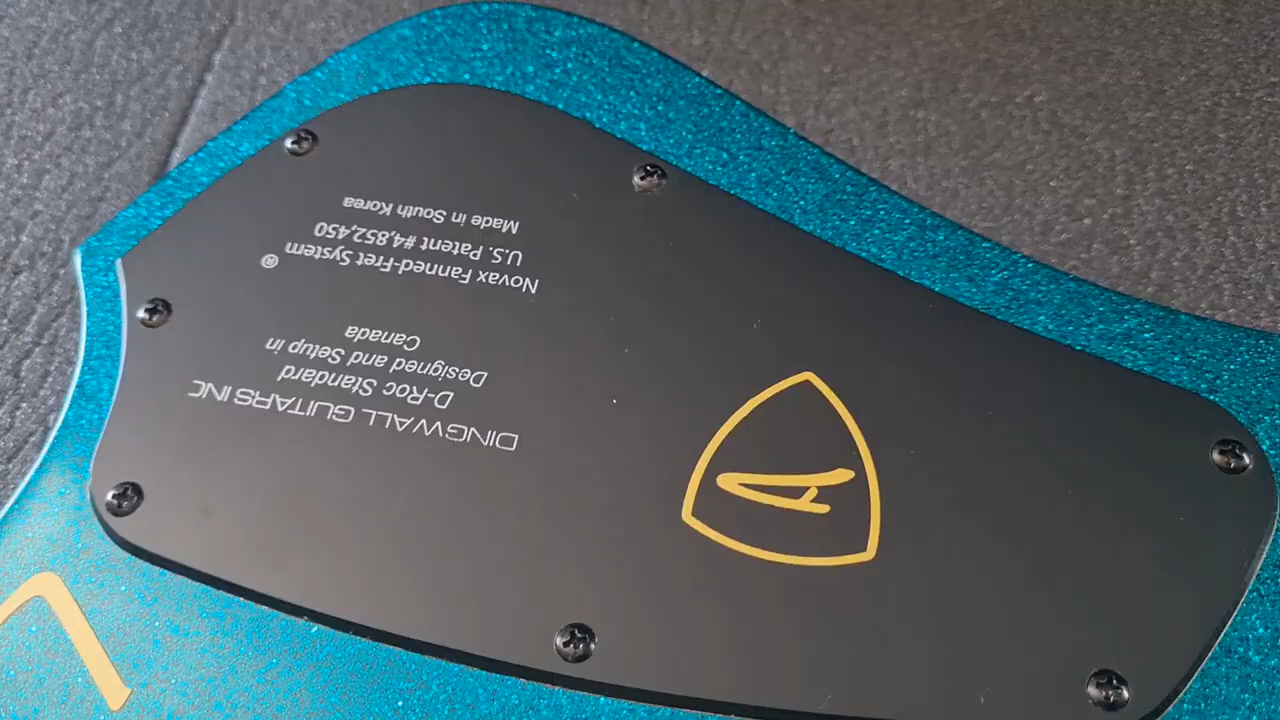 DINGWALL GUITARS INC
D-Roc Standard
Designed and Setup in
Canada
Novax Fanned-Fret System ®
U.S. Patent #4,852,450
Made in South Korea